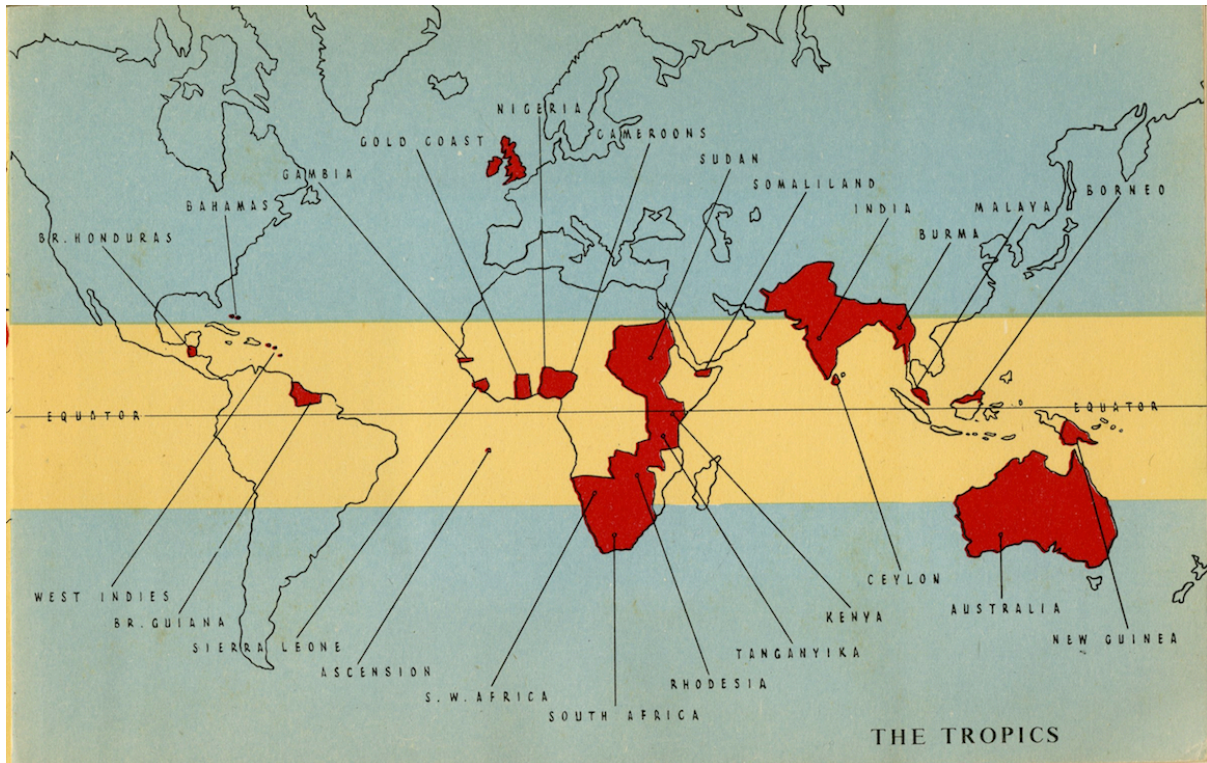 NIGERIA
GOLD COAST
CAMEROONS
SUDAN
GAMBIA
SOMALILAND
BORNEO
BAHAMAS
INDIA
MALAYA
BR. HONDURAS
BURMA
EQUATOR
EQUATOR
CEYLON
WEST INDIES
AUSTRALIA
BR. GUIANA
KENYA
NEW GUINEA
SIERRA LEONE
TANGANYIKA
ASCENSION
RHODESIA
S.W. AFRICA
SOUTH AFRICA
THE TROPICS